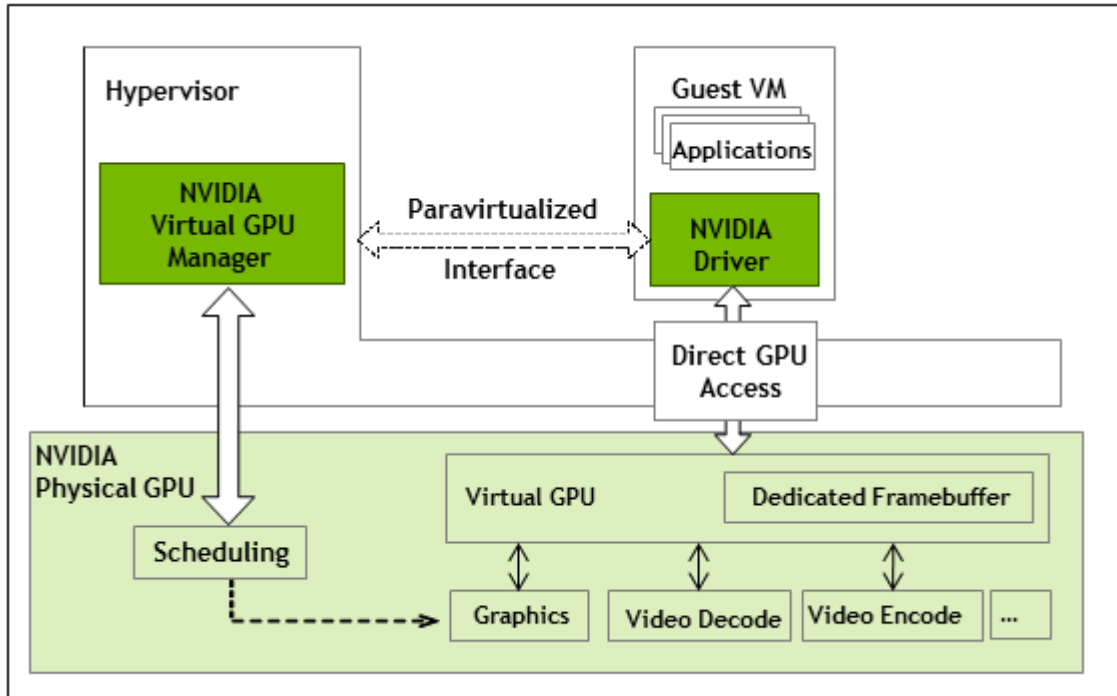 Hypervisor
NVIDIA
Virtual GPU
Manager
Paravirtualized
Interface
Guest VM
Applications
NVIDIA
Driver
Direct GPU
Access
NVIDIA
Physical GPU
Scheduling
Virtual GPU
Dedicated Framebuffer
Graphics
Video Decode
Video Encode
...